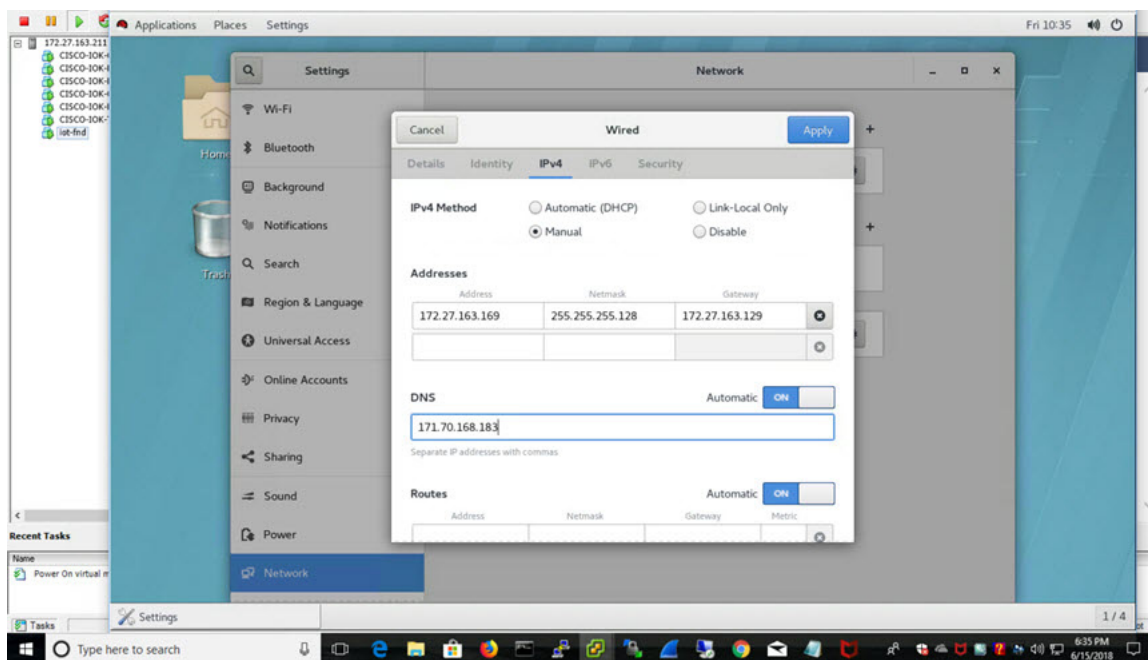 Applications Places Settings Fri 10:35
172.27.163.211
CISCO-IOK-
CISCO-IOK-
CISCO-IOK-
CISCO-IOK-
CISCO-IOK-
CISCO-IOK-
iot-fnd
Home
Trash
Settings Network
Wi-Fi
Bluetooth
Background
Notifications
Search
Region & Language
Universal Access
Online Accounts
Privacy
Sharing
Sound
Power
Network
Cancel Wired Apply
Details Identity IPv4 IPv6 Security
IPv4 Method Automatic (DHCP) Link-Local Only
Manual Disable
Addresses
Address Netmask Gateway
172.27.163.169 255.255.255.128 172.27.163.129
DNS Automatic ON
171.70.168.183
Separate IP addresses with commas
Routes Automatic ON
Address Netmask Gateway Metric
Recent Tasks
Name
Power On virtual m
Tasks
Settings 1 / 4
Type here to search 6:35 PM
6/15/2018